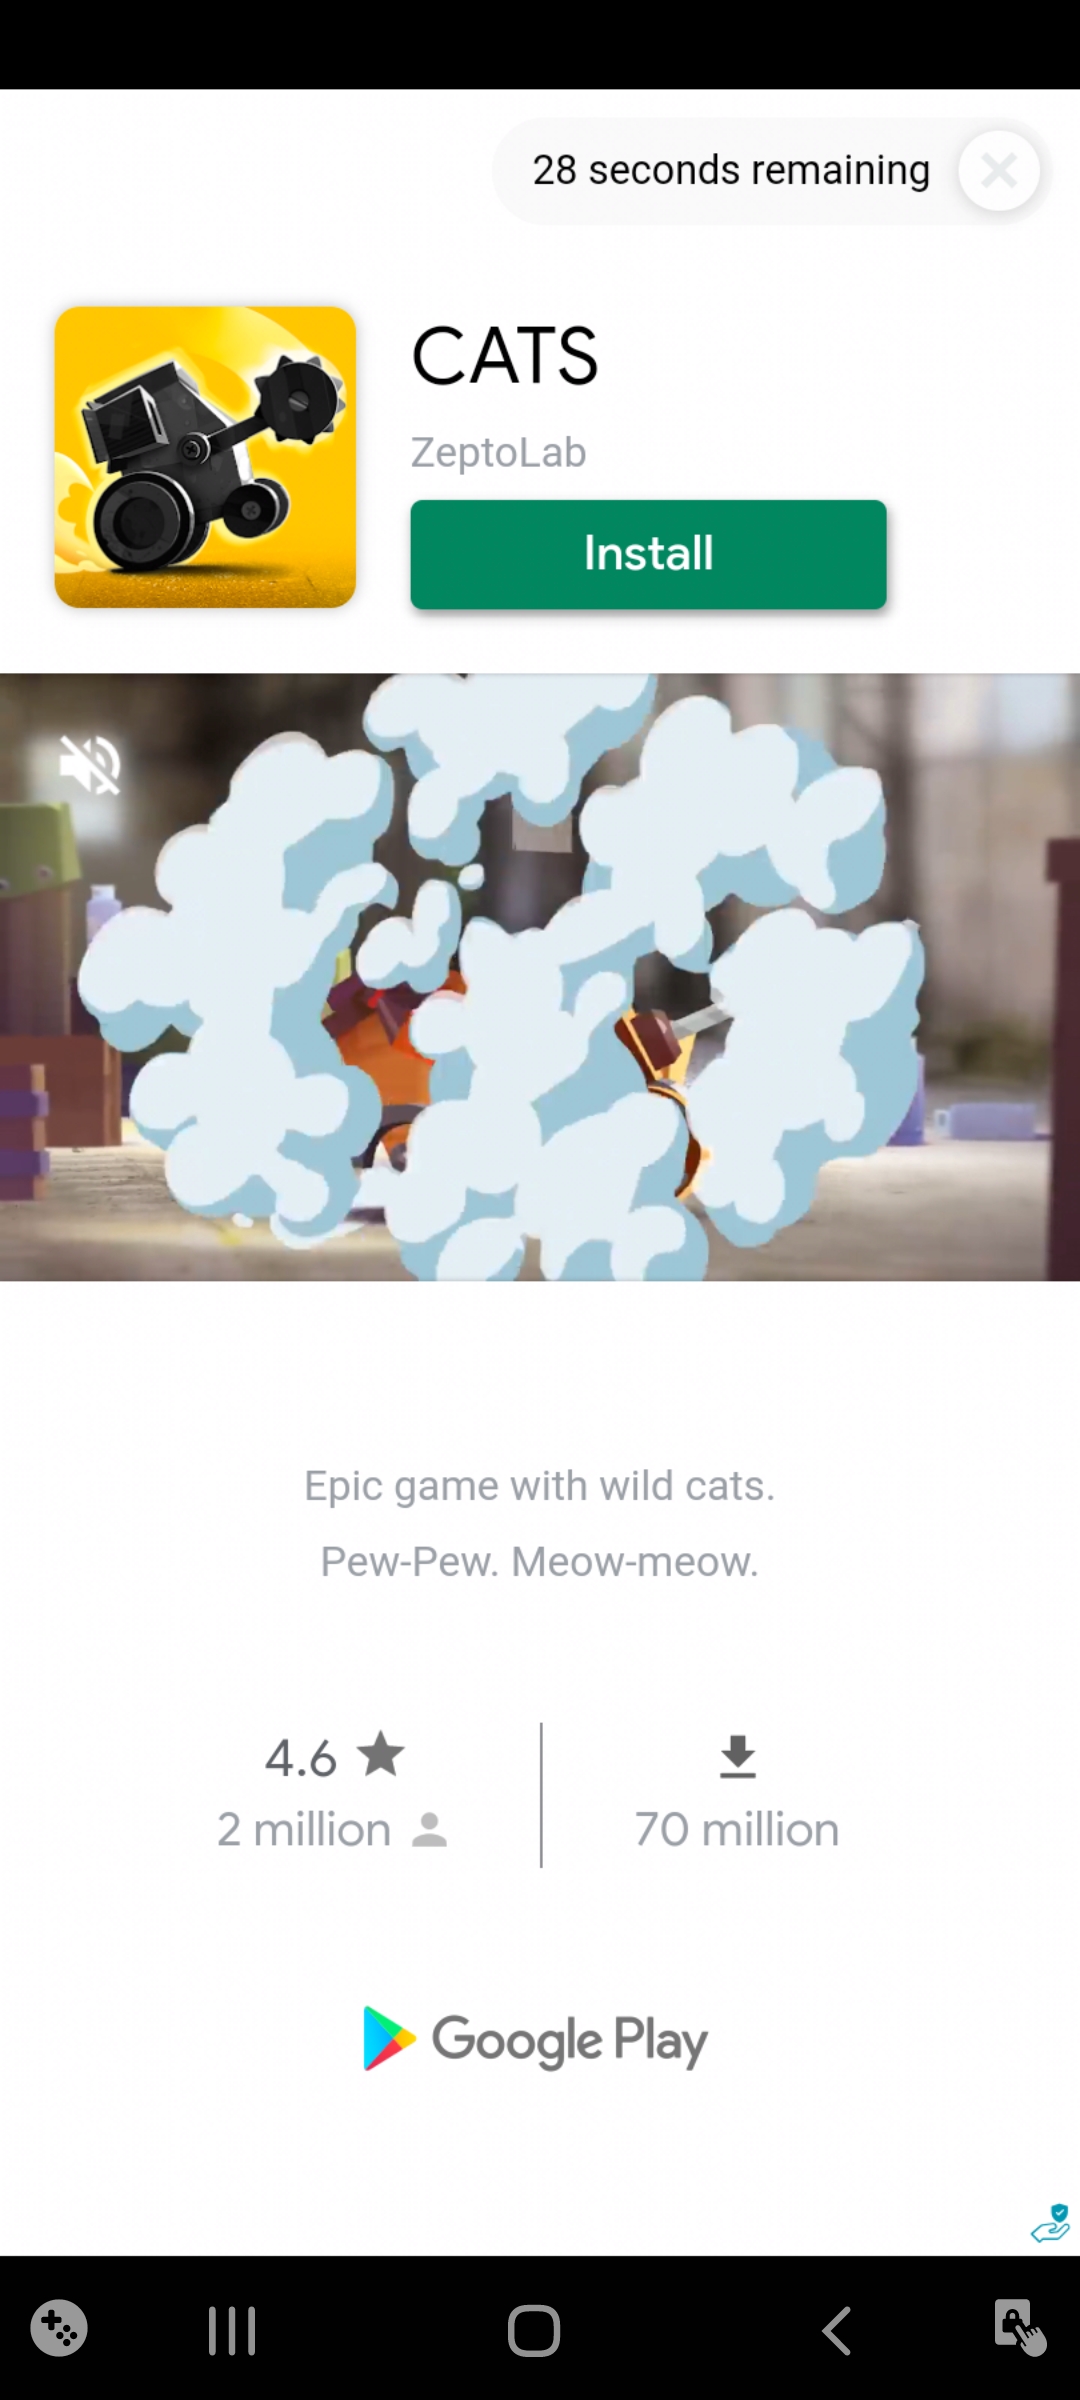 28 seconds remaining
CATS
ZeptoLab
Install
Epic game with wild cats.
Pew-Pew. Meow-meow.
4.6
2 million
70 million
Google Play